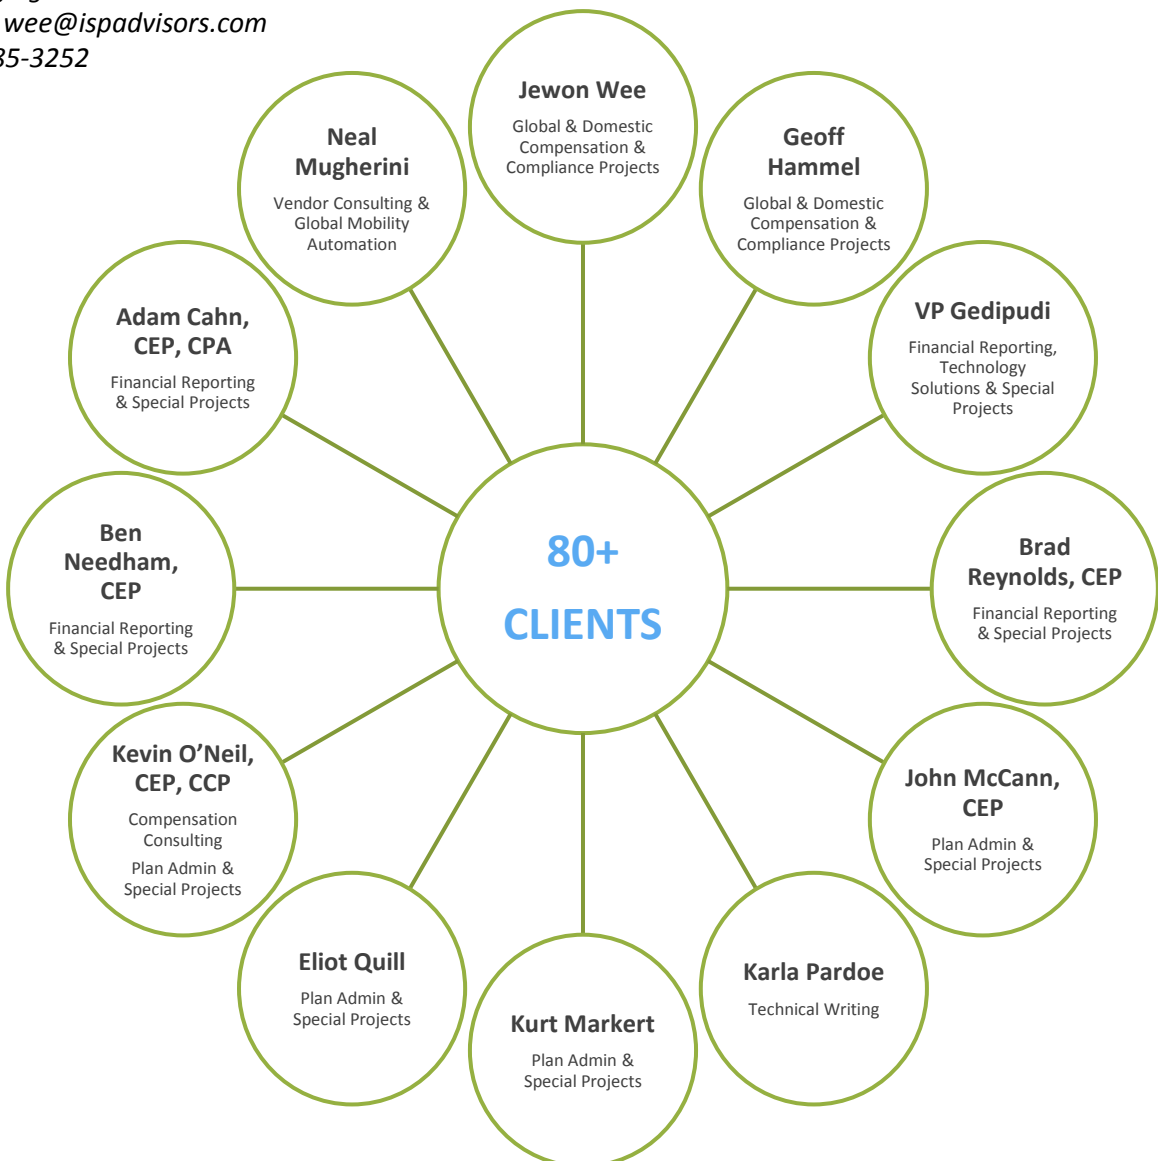 wee@ispadvisors.com
85-3252
Jewon Wee
Global & Domestic
Compensation &
Compliance Projects
Geoff
Hammel
Global & Domestic
Compensation &
Compliance Projects
VP Gedipudi
Financial Reporting,
Technology
Solutions & Special
Projects
Brad
Reynolds, CEP
Financial Reporting
& Special Projects
John McCann,
CEP
Plan Admin &
Special Projects
Karla Pardoe
Technical Writing
Kurt Markert
Plan Admin &
Special Projects
Eliot Quill
Plan Admin &
Special Projects
Kevin O’Neil,
CEP, CCP
Compensation
Consulting
Plan Admin &
Special Projects
Ben
Needham,
CEP
Financial Reporting
& Special Projects
Adam Cahn,
CEP, CPA
Financial Reporting
& Special Projects
Neal
Mugherini
Vendor Consulting &
Global Mobility
Automation
80+
CLIENTS